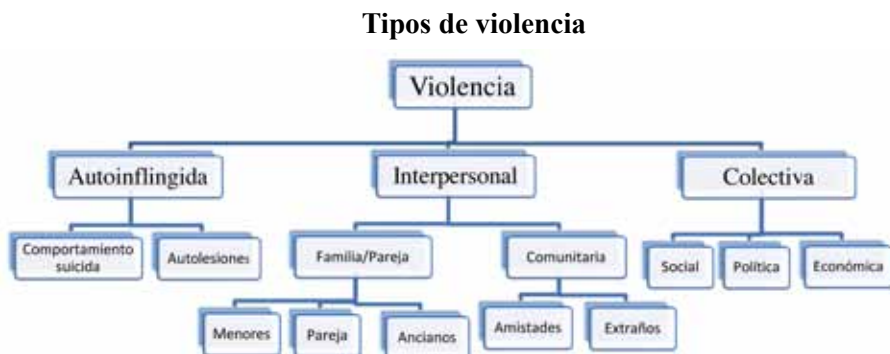 Tipos de violencia
Violencia
Autoinflingida
Interpersonal
Colectiva
Comportamiento
suicida
Autolesiones
Familia/Pareja
Comunitaria
Social
Política
Económica
Menores
Pareja
Ancianos
Amistades
Extraños